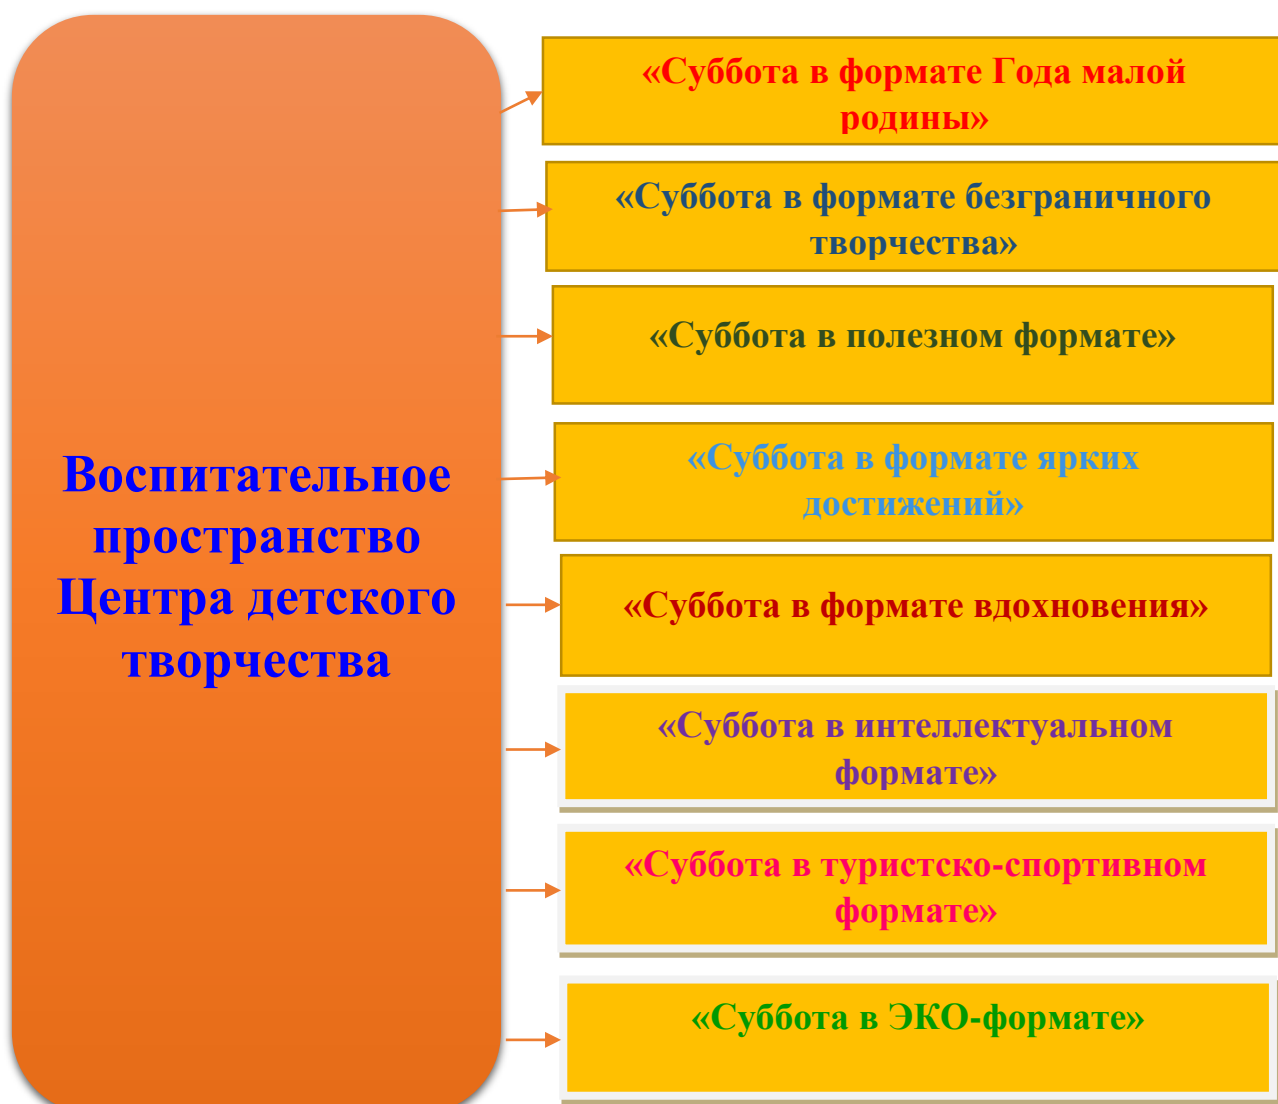 Воспитательное
пространство
Центра детского
творчества
«Суббота в формате Года малой
родины»
«Суббота в формате безграничного
творчества»
«Суббота в полезном формате»
«Суббота в формате ярких
достижений»
«Суббота в формате вдохновения»
«Суббота в интеллектуальном
формате»
«Суббота в туристско-спортивном
формате»
«Суббота в ЭКО-формате»